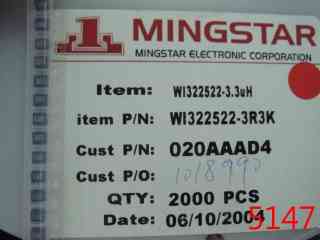 MINGSTAR
MINGSTAR ELECTRONIC CORPORATION
Item: WI322522-3.3uH
item P/N: WI322522-3R3K
Cust P/N: 020AAAD4
Cust P/O: 1018990
QTY: 2000 PCS
Date: 06/10/2004
5147